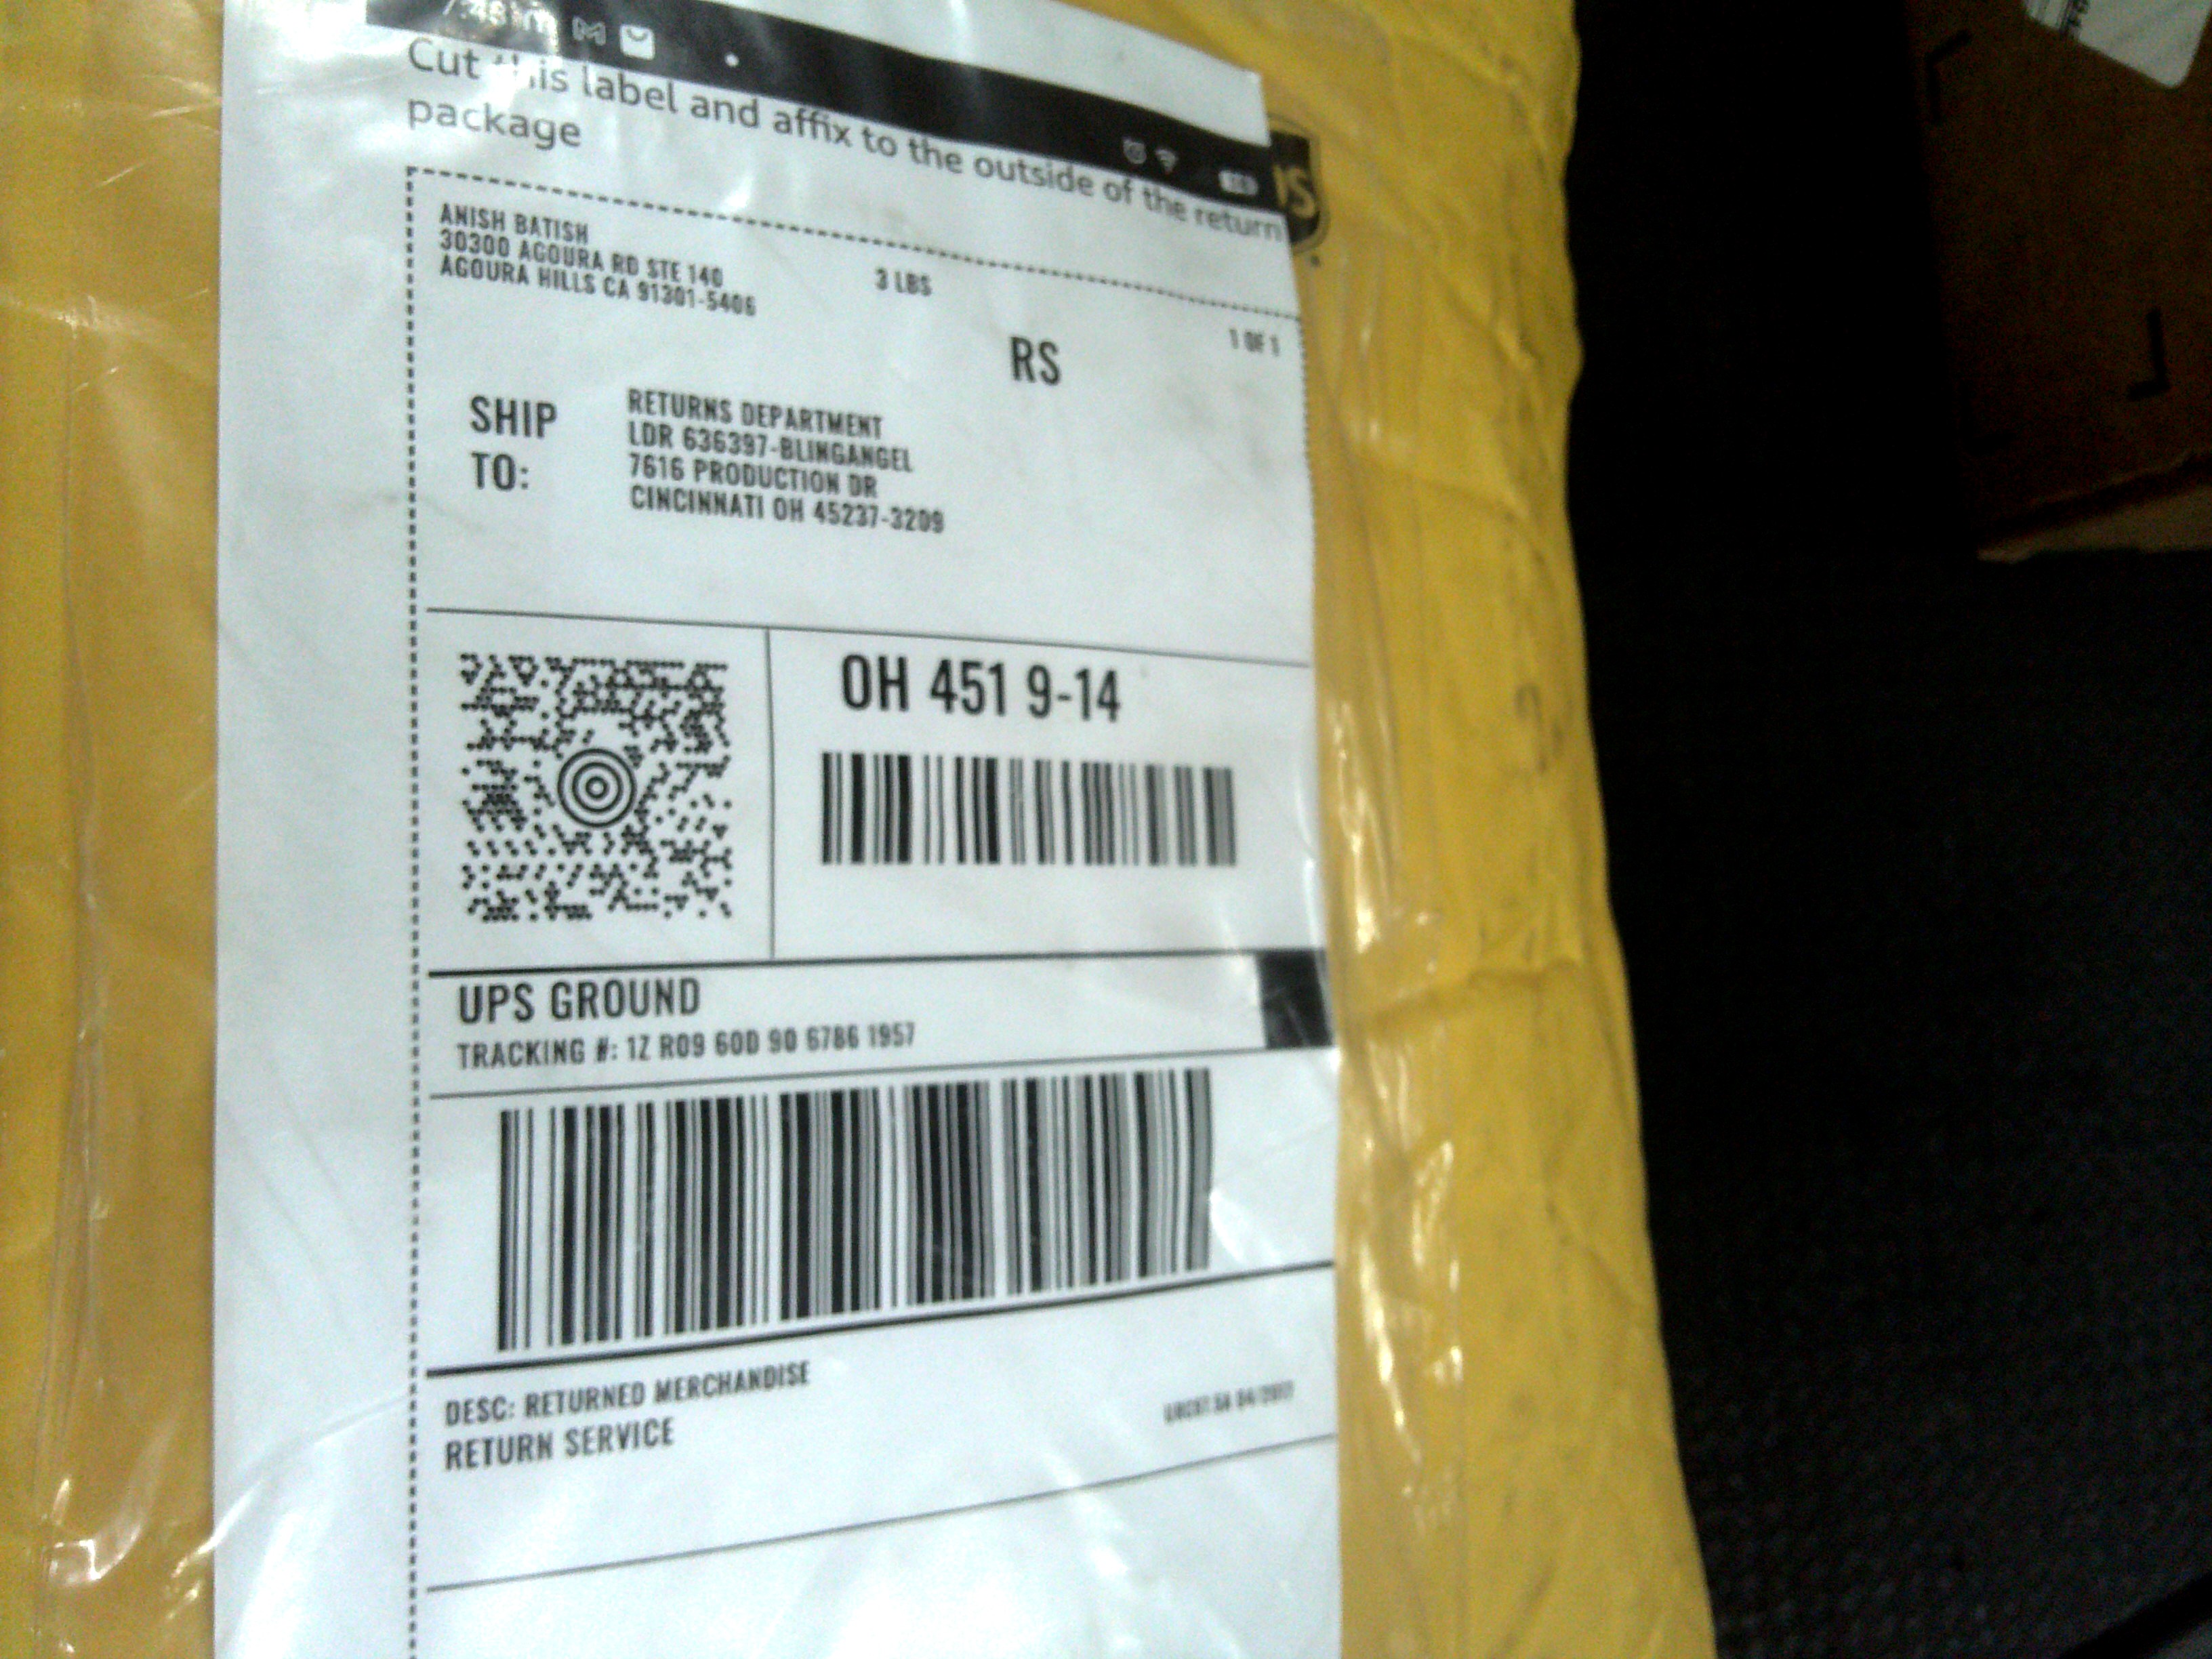 Cut this label and affix to the outside of the return
package
ANISH BATISH
30300 AGOURA RD STE 140
AGOURA HILLS CA 91301-5406
3 LBS
1 OF 1
RS
SHIP
TO:
RETURNS DEPARTMENT
LDR 636397-BLINGANGEL
7616 PRODUCTION DR
CINCINNATI OH 45237-3209
OH 451 9-14
UPS GROUND
TRACKING #: 1Z R09 60D 90 6786 1957
DESC: RETURNED MERCHANDISE
RETURN SERVICE